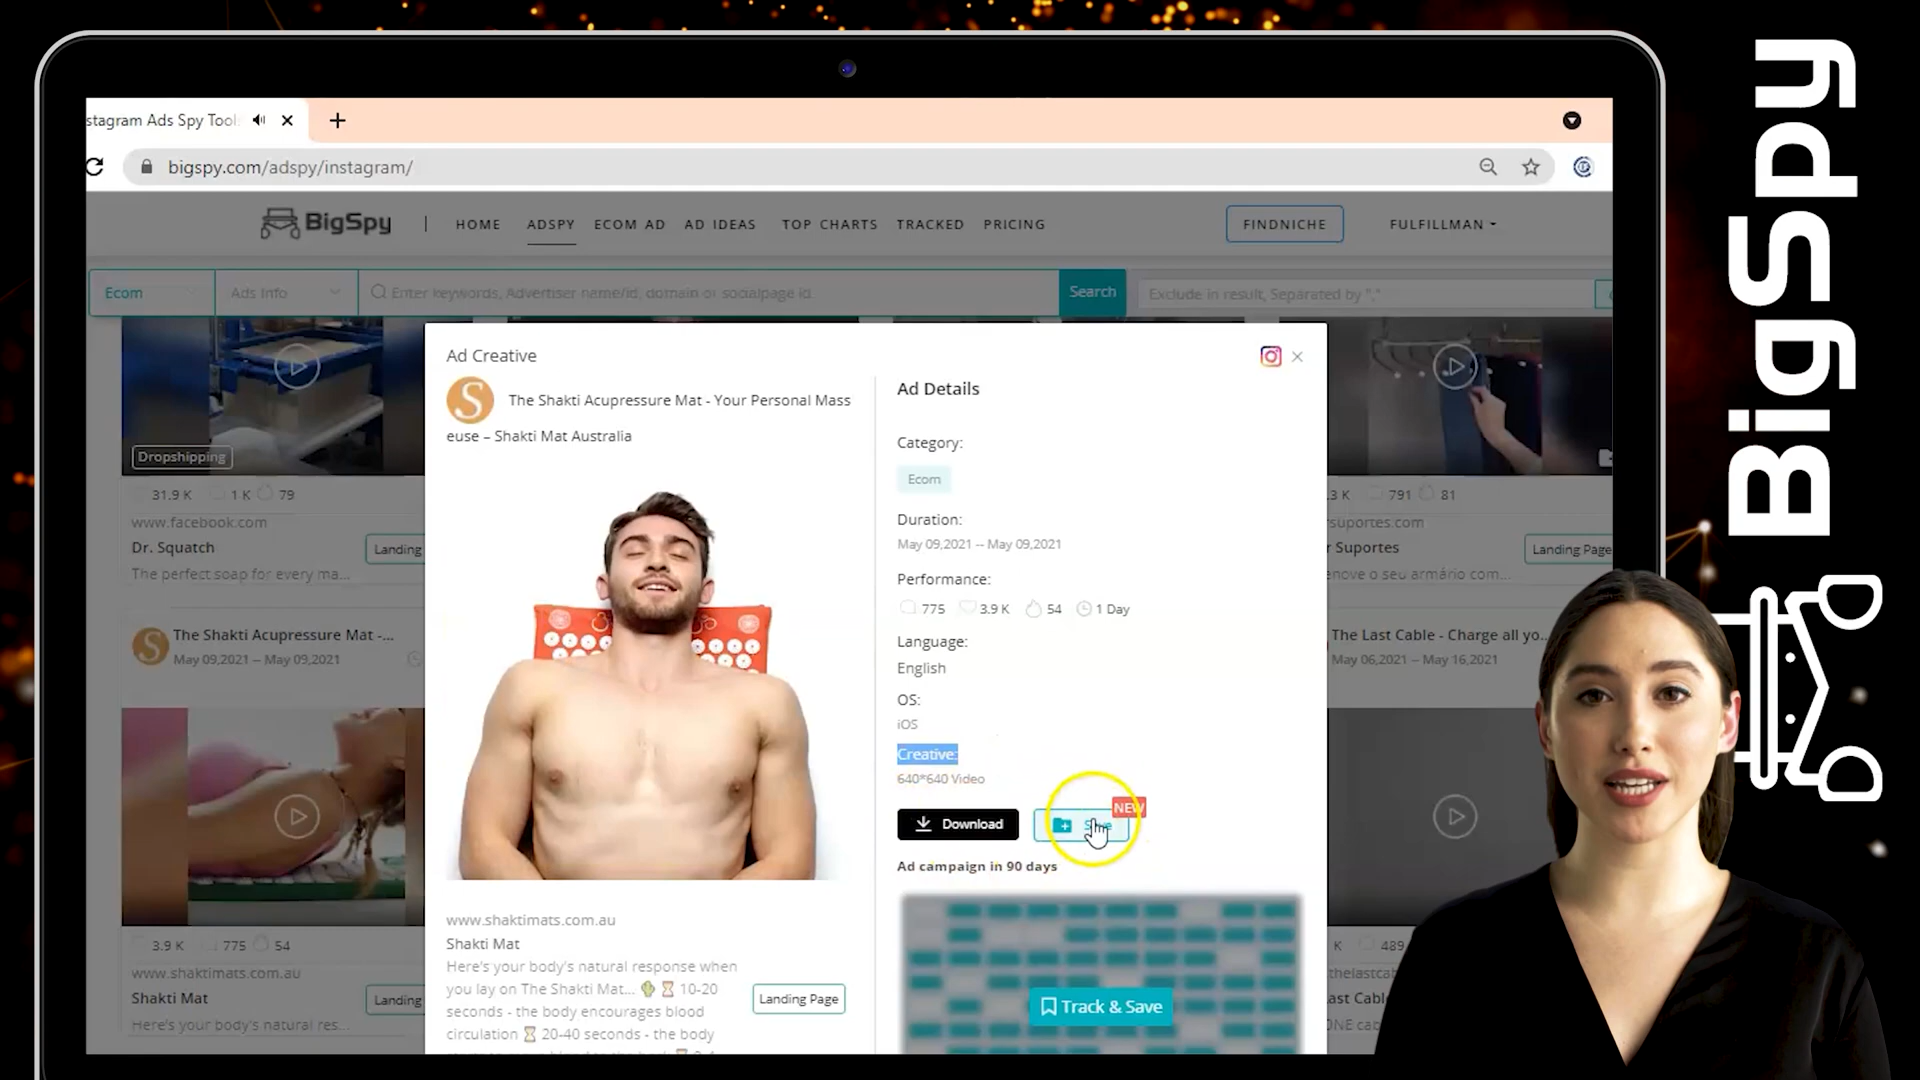 stagram Ads Spy Tool
bigspy.com/adspy/instagram/
BigSpy | HOME ADSPY ECOM AD AD IDEAS TOP CHARTS TRACKED PRICING FINDNICHE FULFILLMAN
Ecom Ads Info Enter keywords, Advertiser name/id, domain or socialpage id Search Exclude in result, Separated by ","
Dropshipping
31.9 K 1 K 79
www.facebook.com
Dr. Squatch
Landing
The perfect soap for every ma...
The Shakti Acupressure Mat -...
May 09,2021 -- May 09,2021
3.9 K 775 54
www.shaktimats.com.au
Shakti Mat
Landing
Here's your body's natural res...
Ad Creative
S The Shakti Acupressure Mat - Your Personal Mass
euse – Shakti Mat Australia
www.shaktimats.com.au
Shakti Mat
Here's your body's natural response when
you lay on The Shakti Mat... 🌵 ⏳ 10-20
seconds - the body encourages blood
circulation ⏳ 20-40 seconds - the body
Landing Page
Ad Details
Category:
Ecom
Duration:
May 09,2021 -- May 09,2021
Performance:
775 3.9 K 54 1 Day
Language:
English
OS:
iOS
Creative:
640*640 Video
Download
Save
NEW
Ad campaign in 90 days
Track & Save
.3 K 791 81
suportes.com
r Suportes
Landing Page
enove o seu armário com...
The Last Cable - Charge all yo...
May 06,2021 -- May 16,2021
K 489
thelastcab
ast Cabl
ONE cab
BigSpy